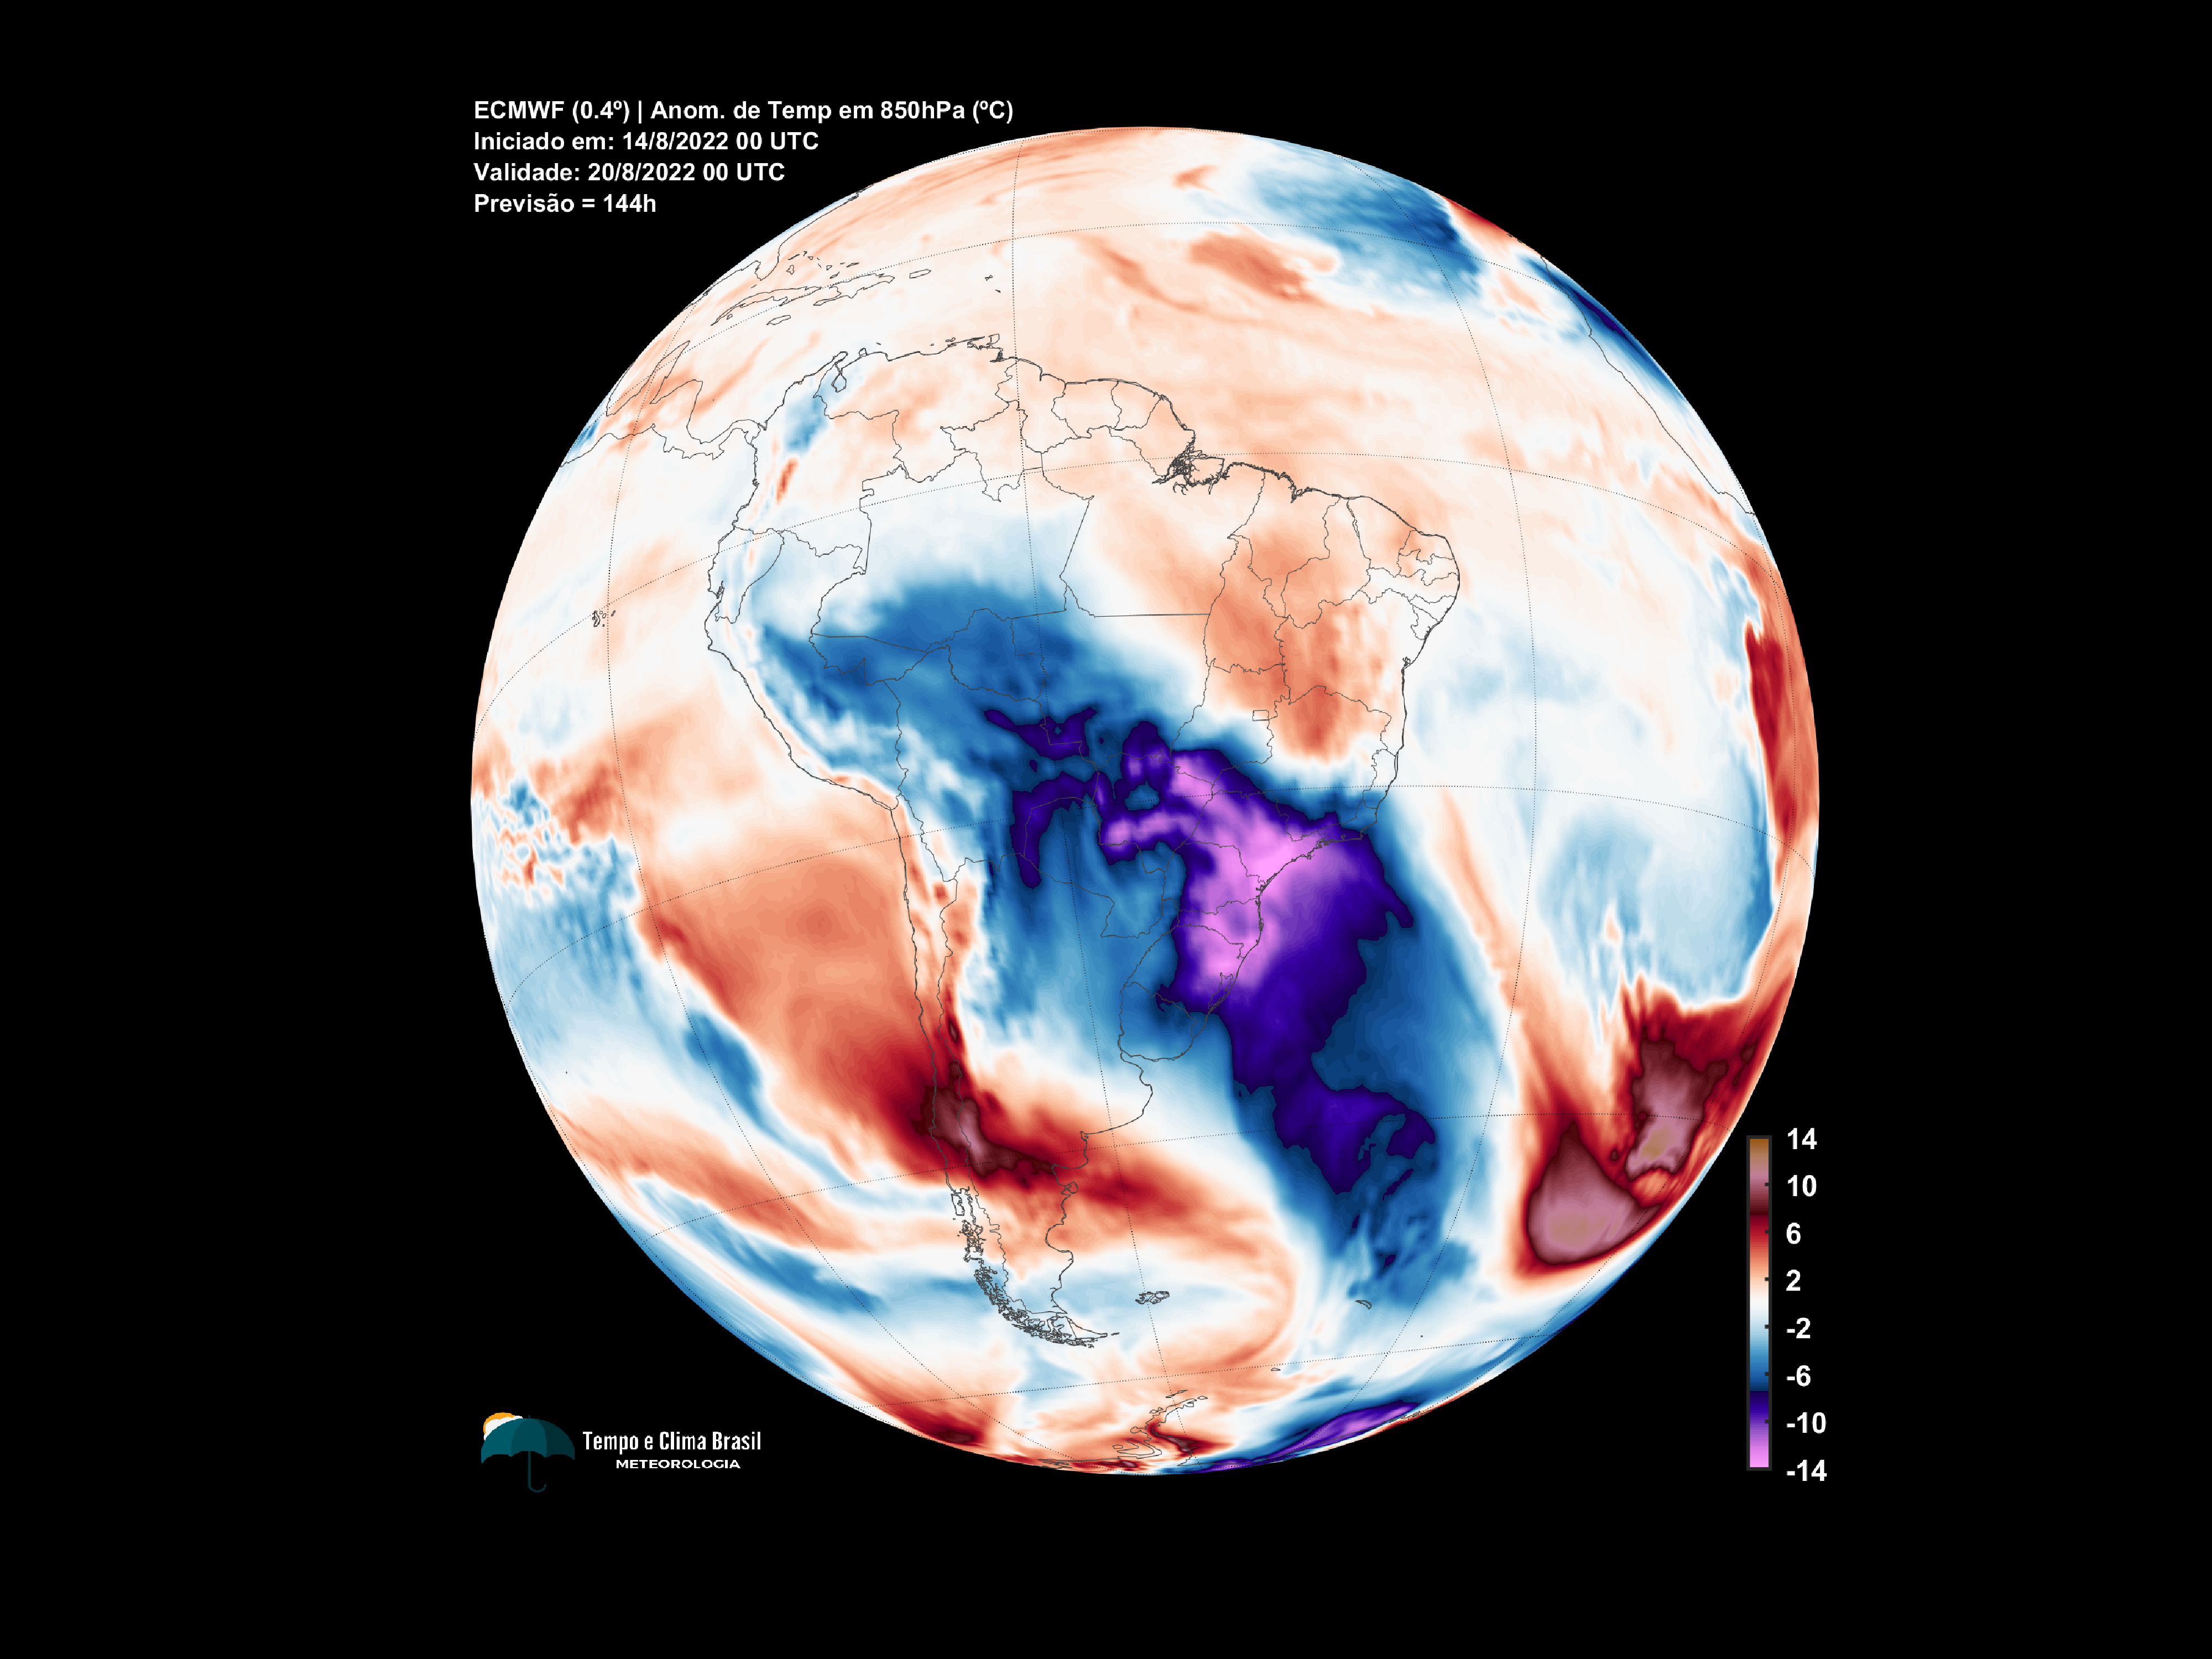 ECMWF (0.4º) | Anom. de Temp em 850hPa (ºC)
Iniciado em: 14/8/2022 00 UTC
Validade: 20/8/2022 00 UTC
Previsão = 144h
14
10
6
2
-2
-6
-10
-14
Tempo e Clima Brasil
METEOROLOGIA